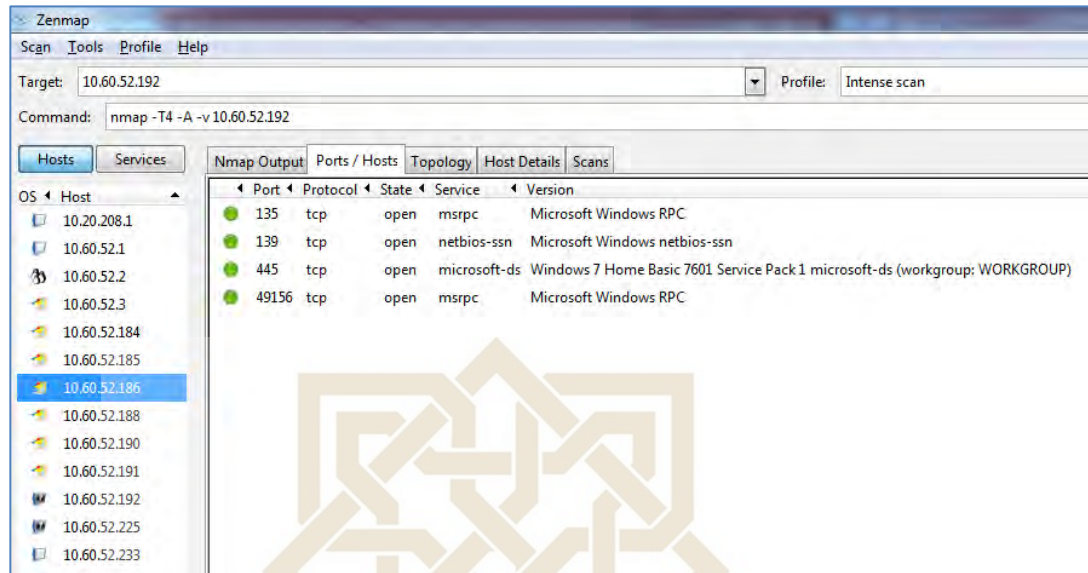 Zenmap
Scan Tools Profile Help
Target: 10.60.52.192 Profile: Intense scan
Command: nmap -T4 -A -v 10.60.52.192
Hosts Services Nmap Output Ports / Hosts Topology Host Details Scans
OS Host Port Protocol State Service Version
10.20.208.1
10.60.52.1
10.60.52.2
10.60.52.3
10.60.52.184
10.60.52.185
10.60.52.186
10.60.52.188
10.60.52.190
10.60.52.191
10.60.52.192
10.60.52.225
10.60.52.233
135 tcp open msrpc Microsoft Windows RPC
139 tcp open netbios-ssn Microsoft Windows netbios-ssn
445 tcp open microsoft-ds Windows 7 Home Basic 7601 Service Pack 1 microsoft-ds (workgroup: WORKGROUP)
49156 tcp open msrpc Microsoft Windows RPC